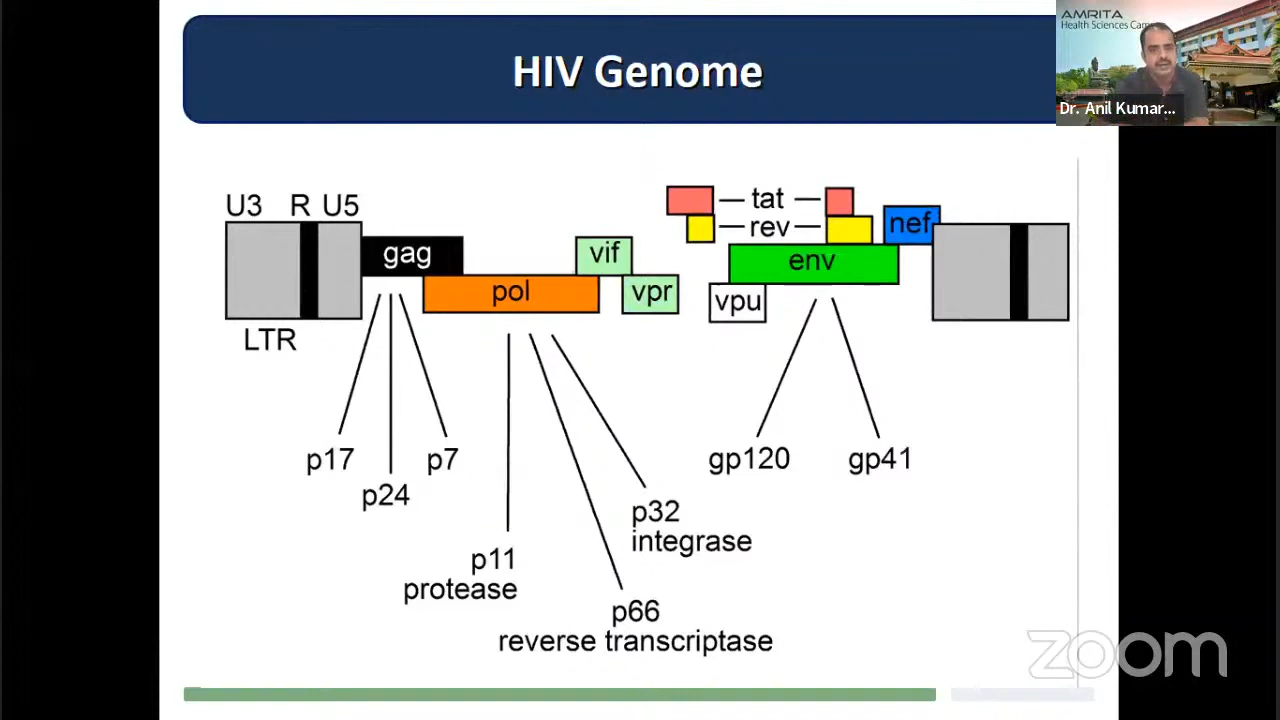 HIV Genome
AMRITA
Health Sciences Cam
Dr. Anil Kumar...
U3 R U5
gag
pol
vif
vpr
tat
rev
env
vpu
nef
LTR
p17
p24
p7
gp120
gp41
p32
integrase
p11
protease
p66
reverse transcriptase
zoom